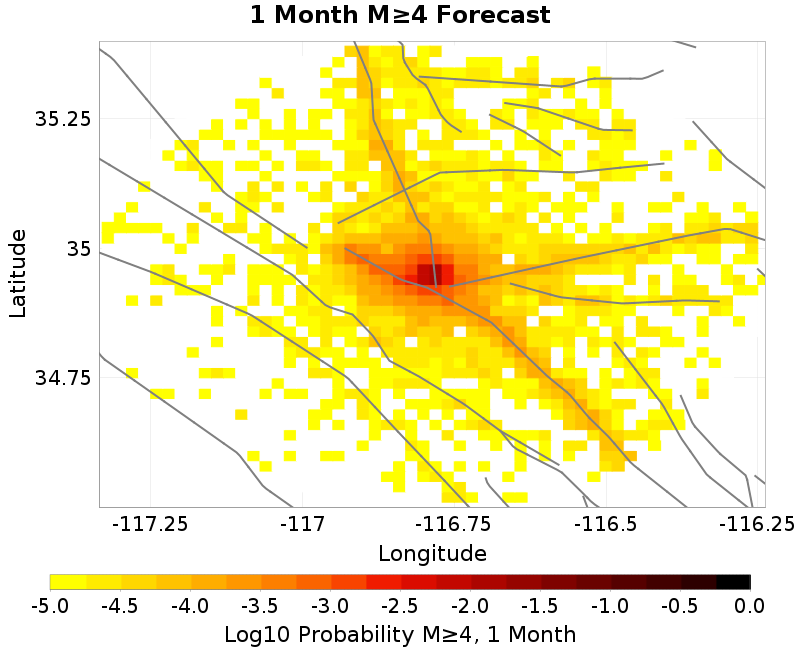 1 Month M≥4 Forecast
35.25
35
34.75
Latitude
-117.25 -117 -116.75 -116.5 -116.25
Longitude
-5.0 -4.5 -4.0 -3.5 -3.0 -2.5 -2.0 -1.5 -1.0 -0.5 0.0
Log10 Probability M≥4, 1 Month